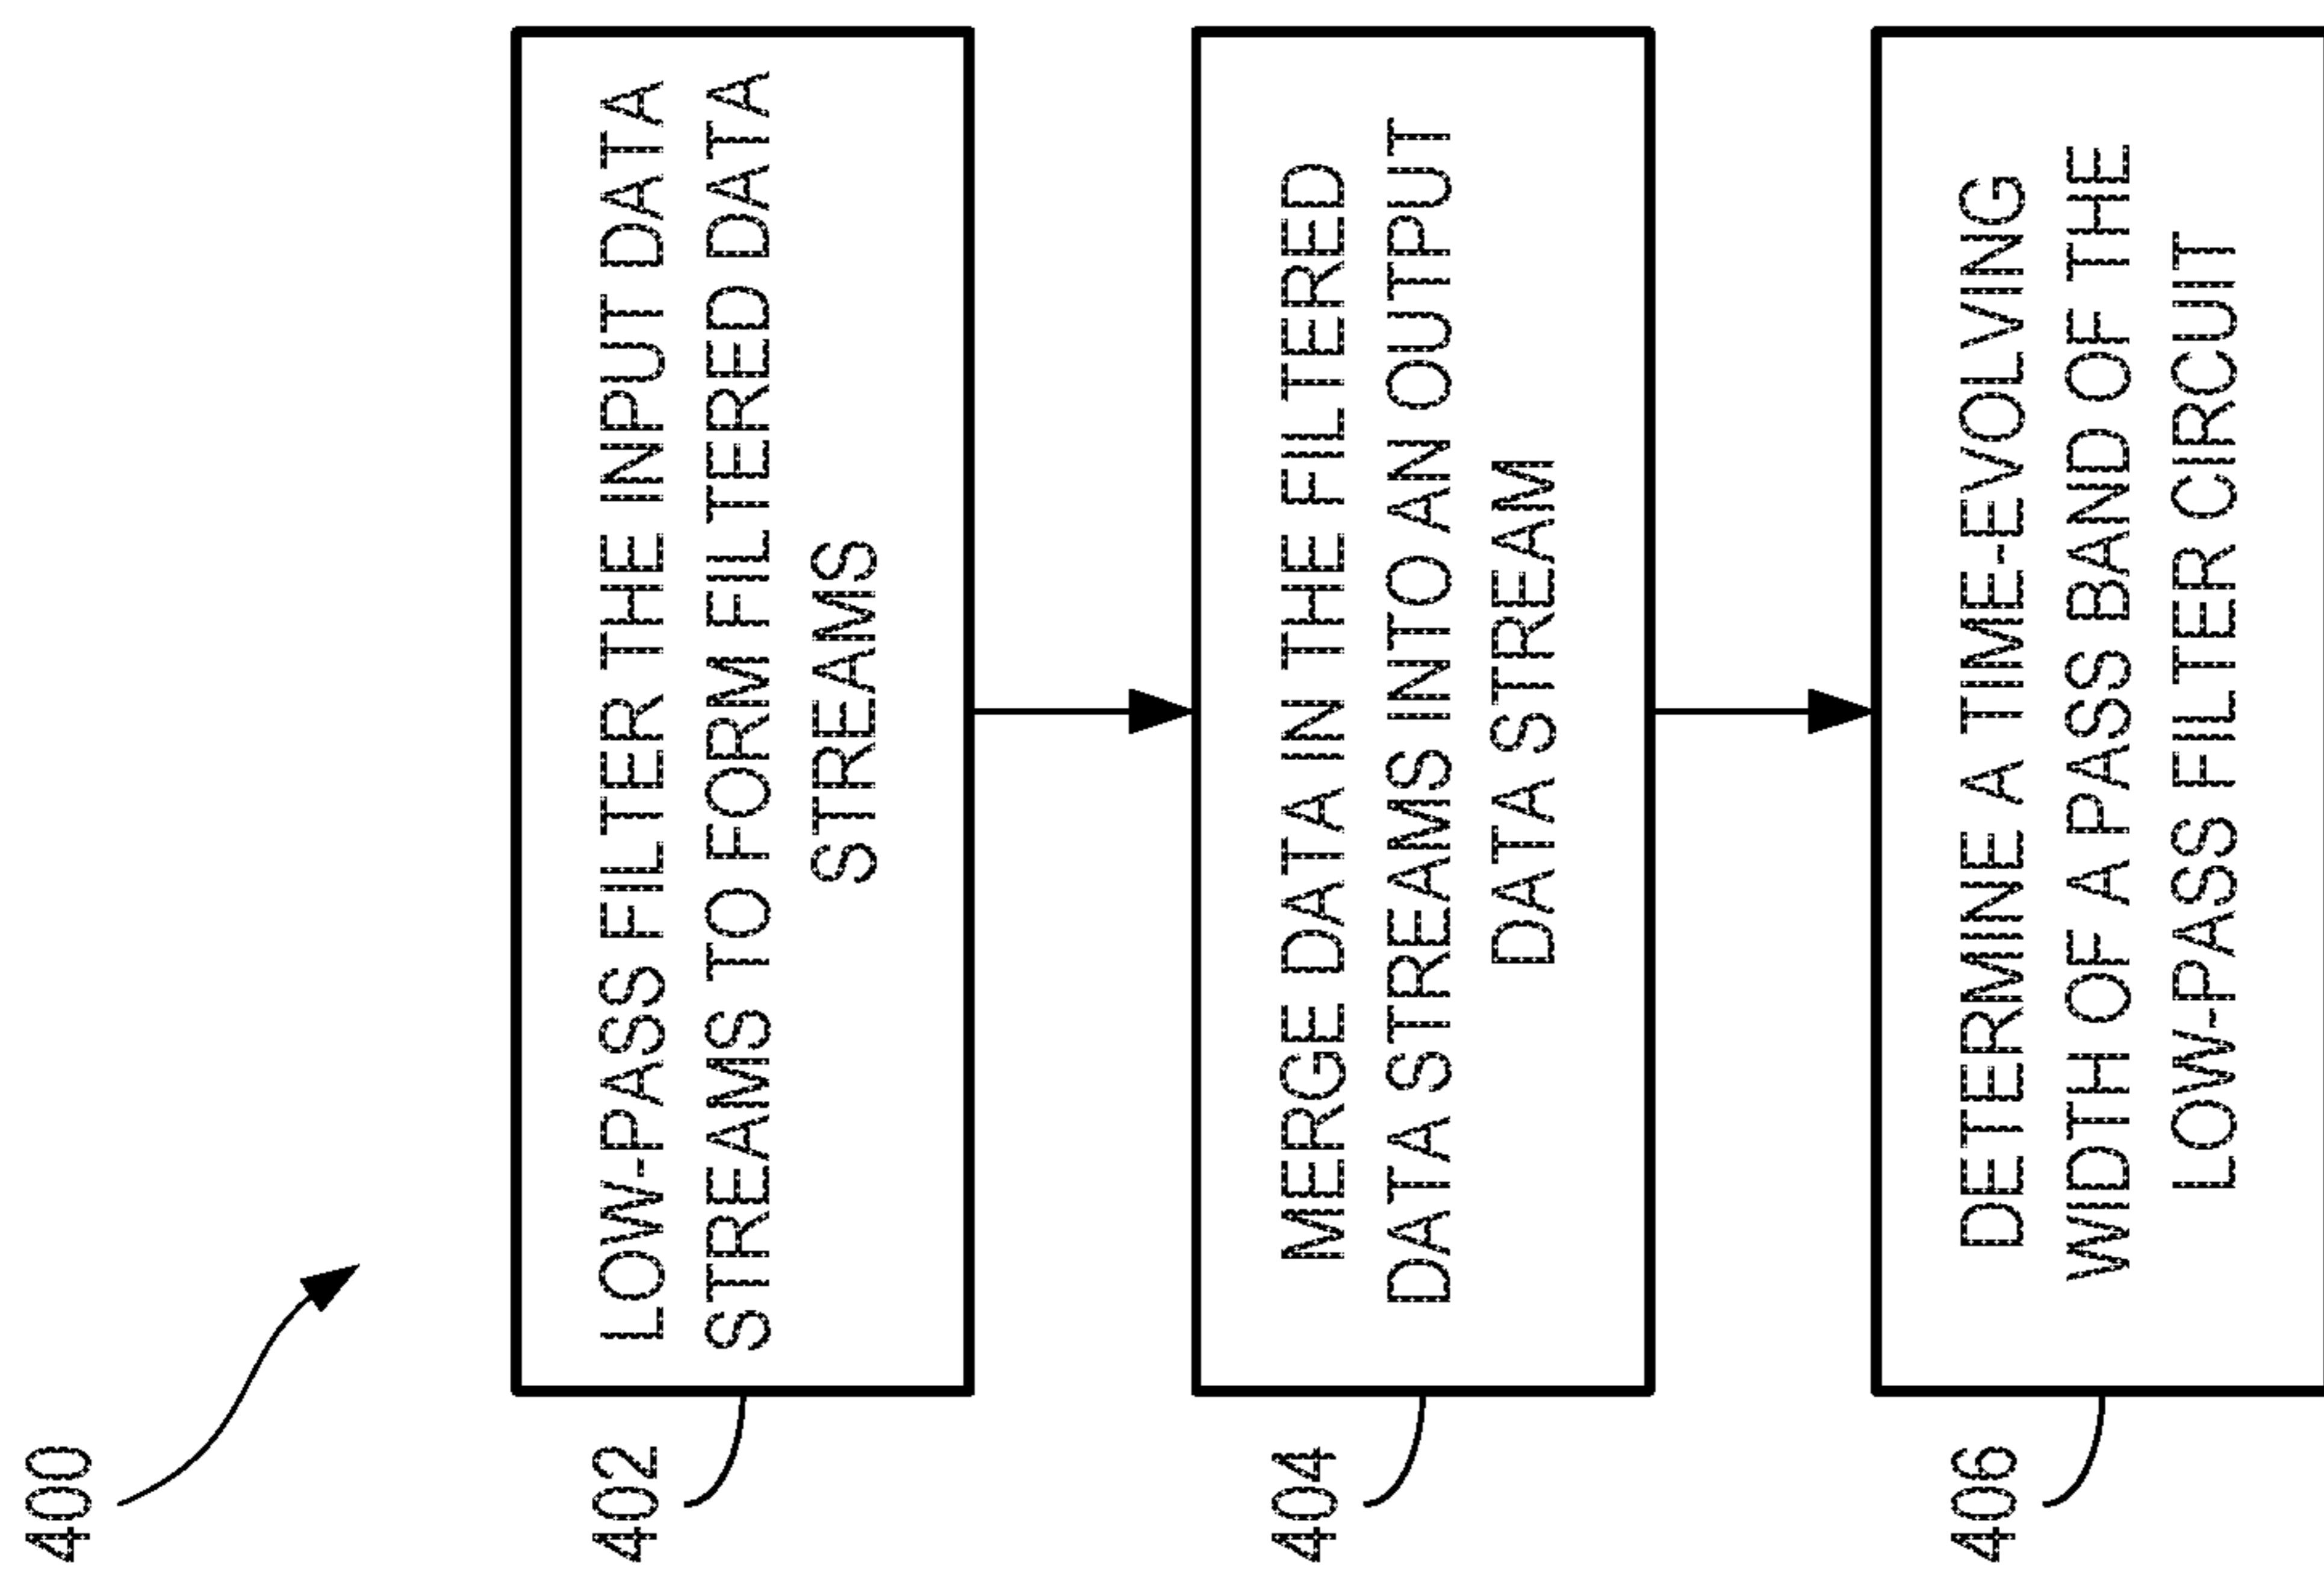 400
402
LOW-PASS FILTER THE INPUT DATA
STREAMS TO FORM FILTERED DATA
STREAMS
404
MERGE DATA IN THE FILTERED
DATA STREAMS INTO AN OUTPUT
DATA STREAM
406
DETERMINE A TIME-EVOLVING
WIDTH OF A PASS BAND OF THE
LOW-PASS FILTER CIRCUIT